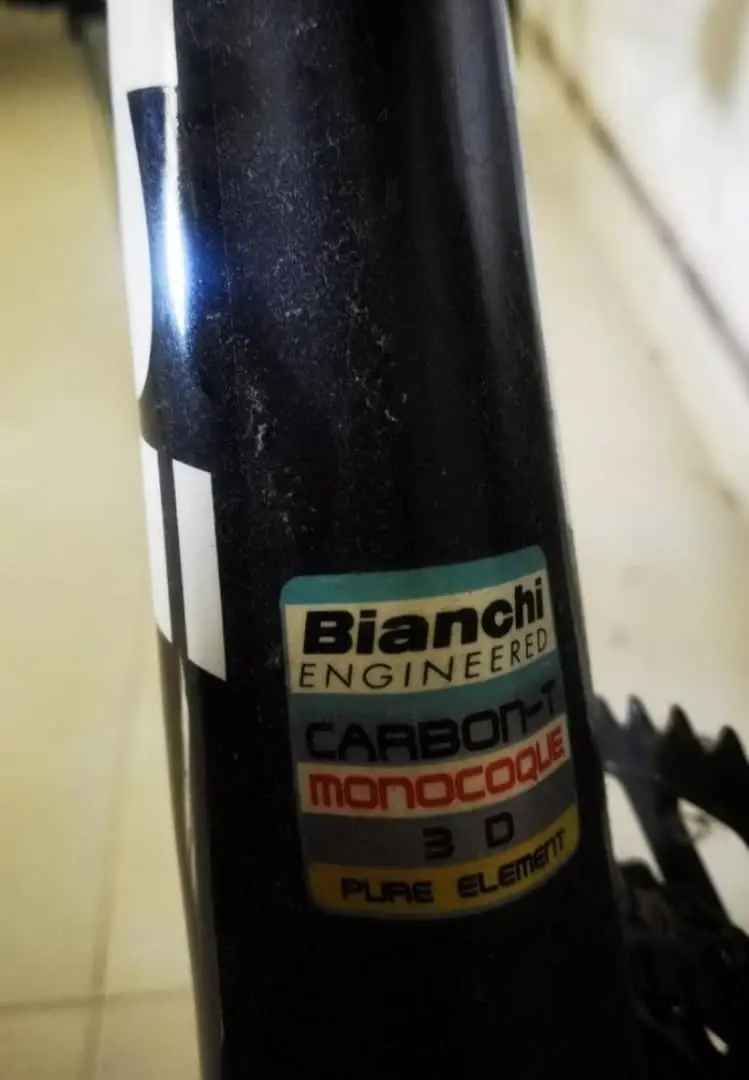 Bianchi
ENGINEERED
CARBON-T
MONOCOQUE
3 D
PURE ELEMENT